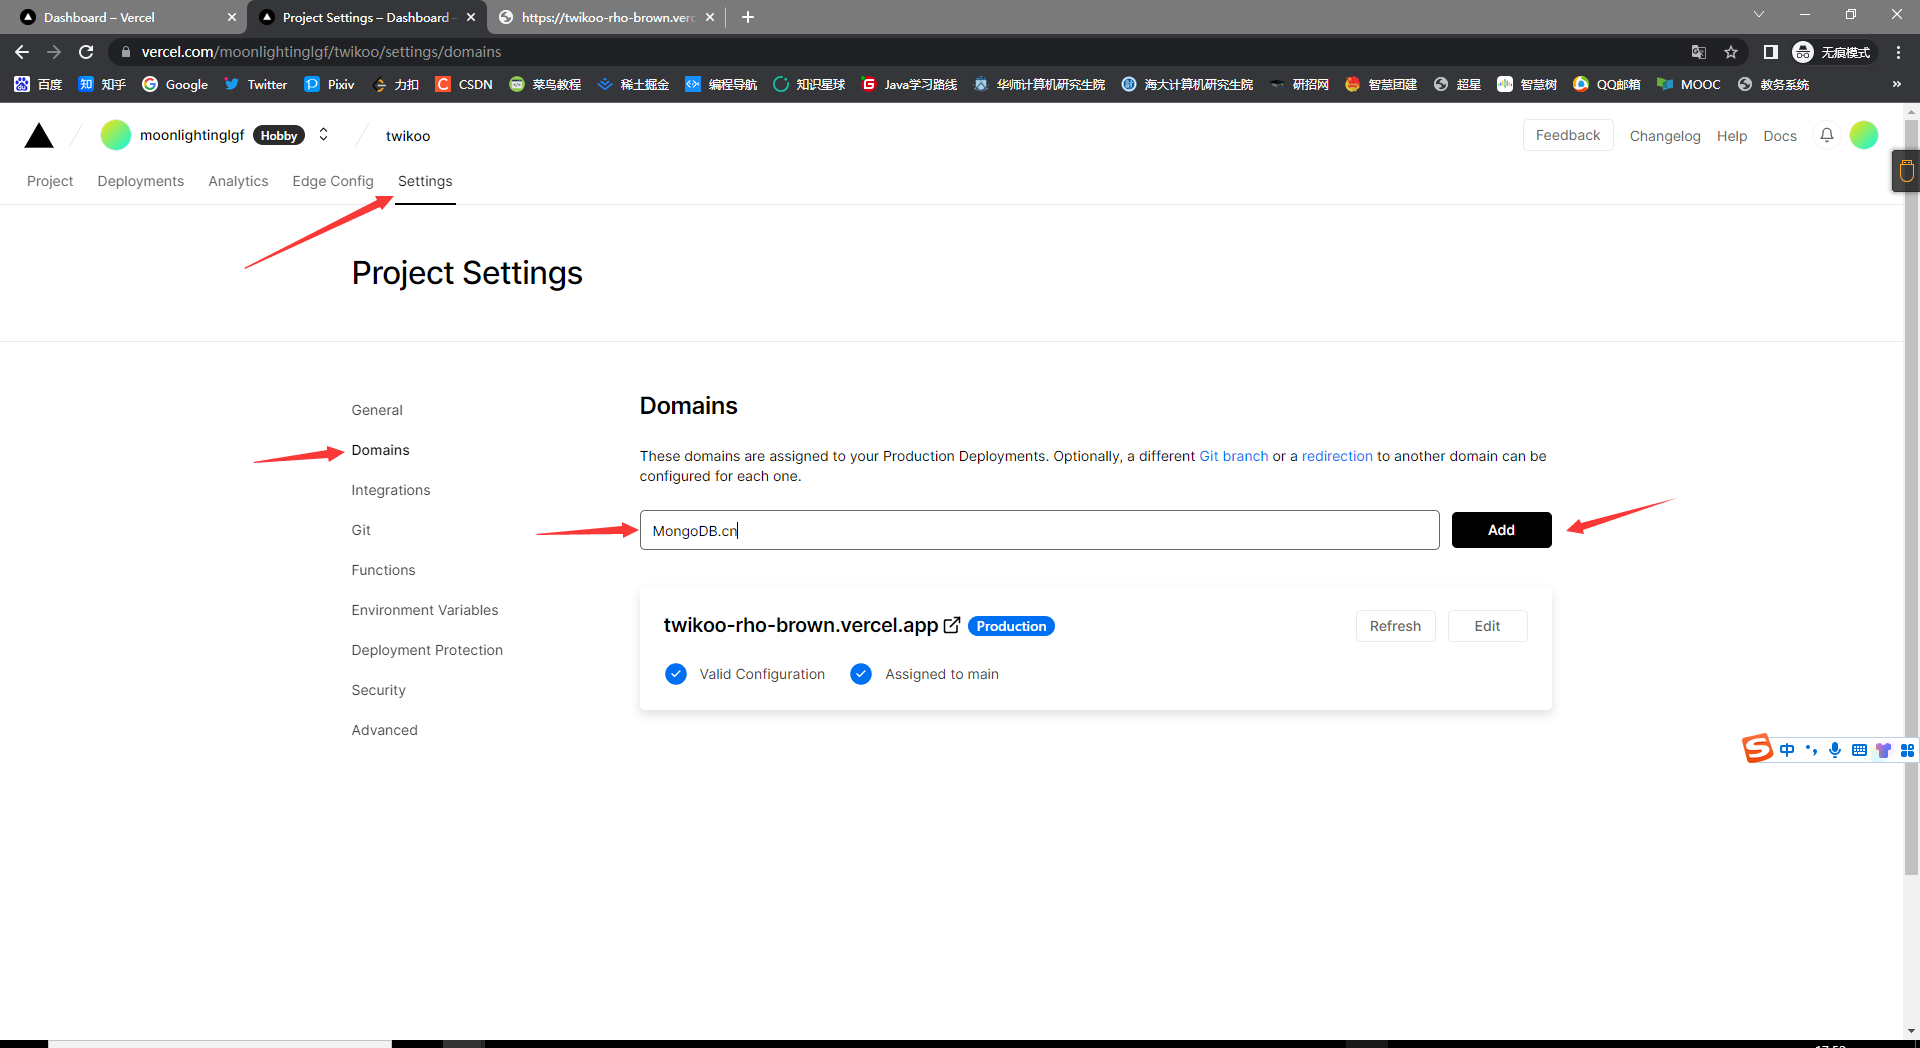 Dashboard – Vercel
Project Settings – Dashboard –
https://twikoo-rho-brown.verc
vercel.com/moonlightinglgf/twikoo/settings/domains
无痕模式
百度 知乎 Google Twitter Pixiv 力扣 CSDN 菜鸟教程 稀土掘金 编程导航 知识星球 Java学习路线 华师计算机研究生院 海大计算机研究生院 研招网 智慧团建 超星 智慧树 QQ邮箱 MOOC 教务系统 »
moonlightinglgf Hobby twikoo
Feedback Changelog Help Docs
Project Deployments Analytics Edge Config Settings
Project Settings
General
Domains
Integrations
Git
Functions
Environment Variables
Deployment Protection
Security
Advanced
Domains
These domains are assigned to your Production Deployments. Optionally, a different Git branch or a redirection to another domain can be
configured for each one.
MongoDB.cn
Add
twikoo-rho-brown.vercel.app Production
Refresh Edit
Valid Configuration Assigned to main
中